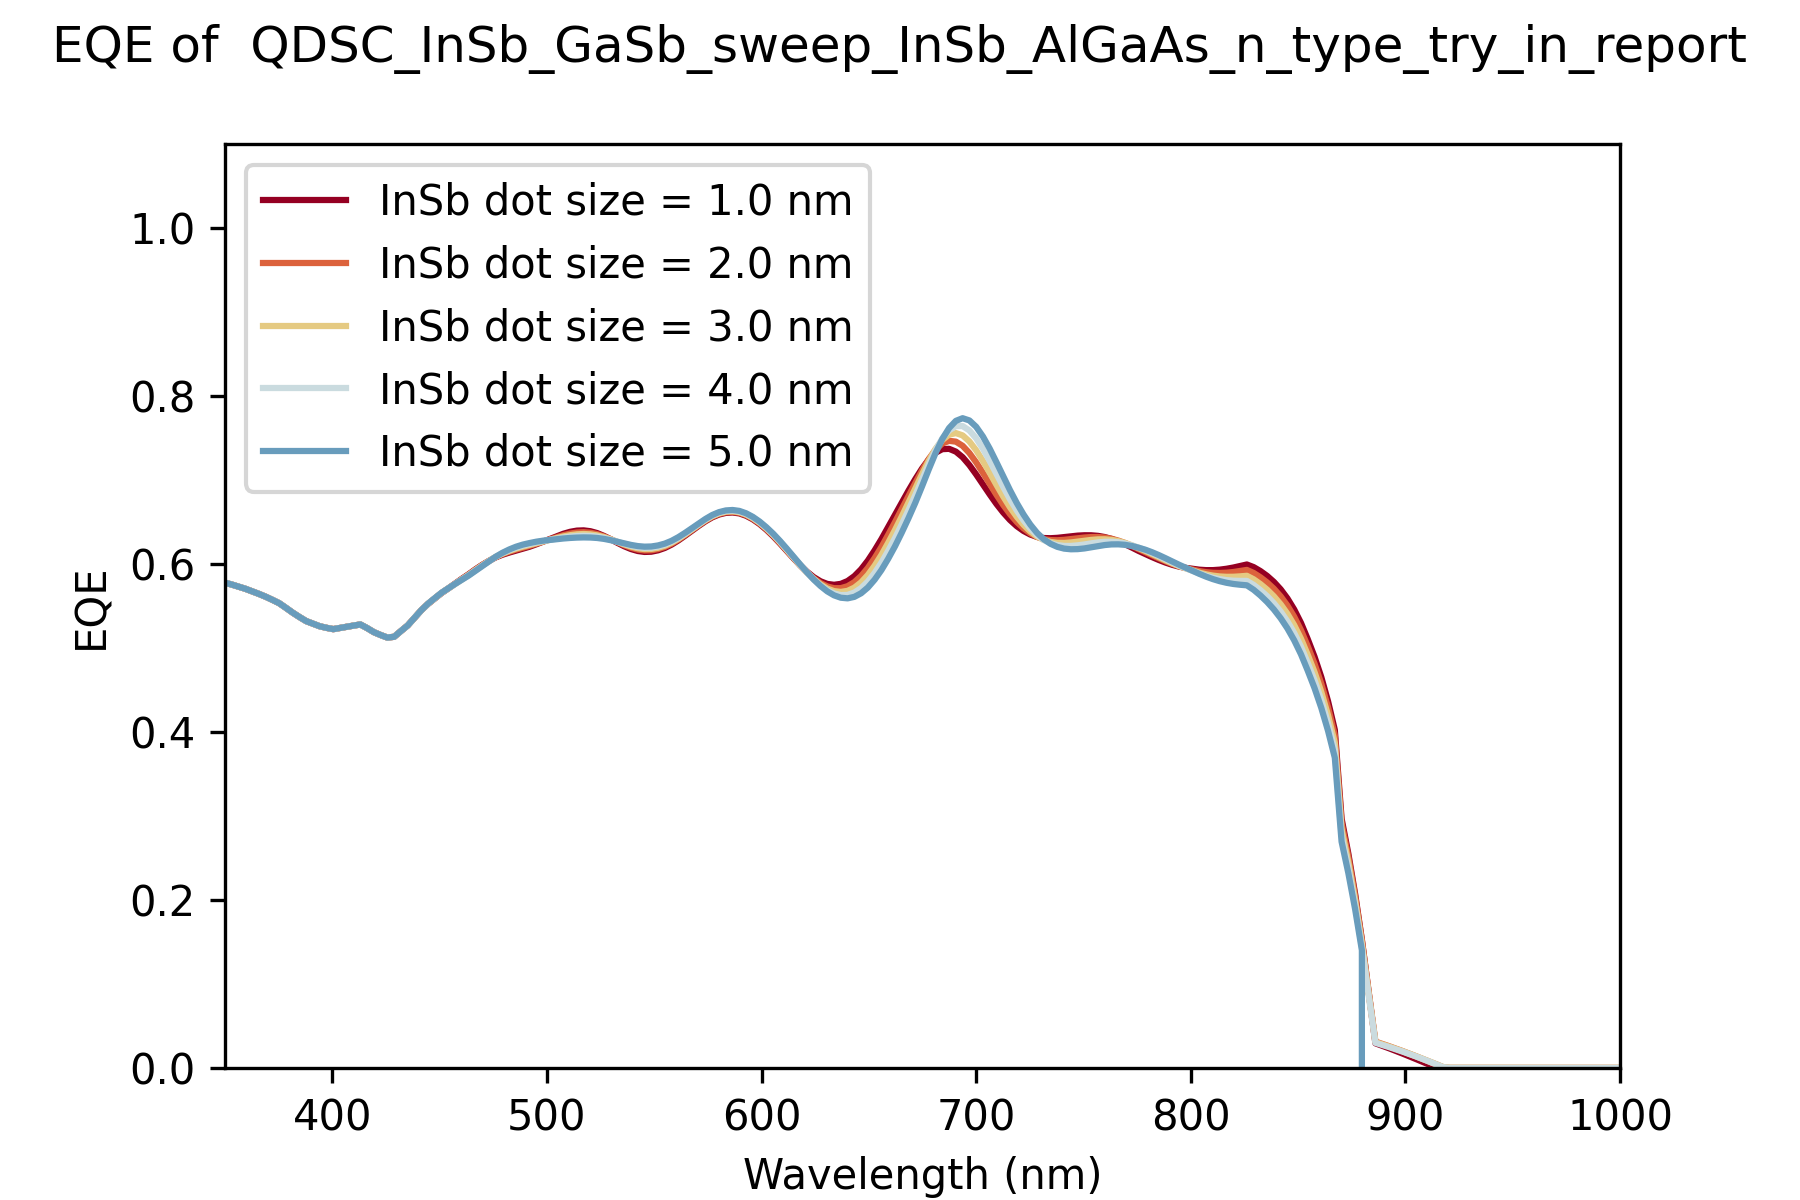 EQE of  QDSC_InSb_GaSb_sweep_InSb_AlGaAs_n_type_try_in_report
InSb dot size = 1.0 nm
InSb dot size = 2.0 nm
InSb dot size = 3.0 nm
InSb dot size = 4.0 nm
InSb dot size = 5.0 nm
1.0
0.8
0.6
0.4
0.2
0.0
EQE
400 500 600 700 800 900 1000
Wavelength (nm)